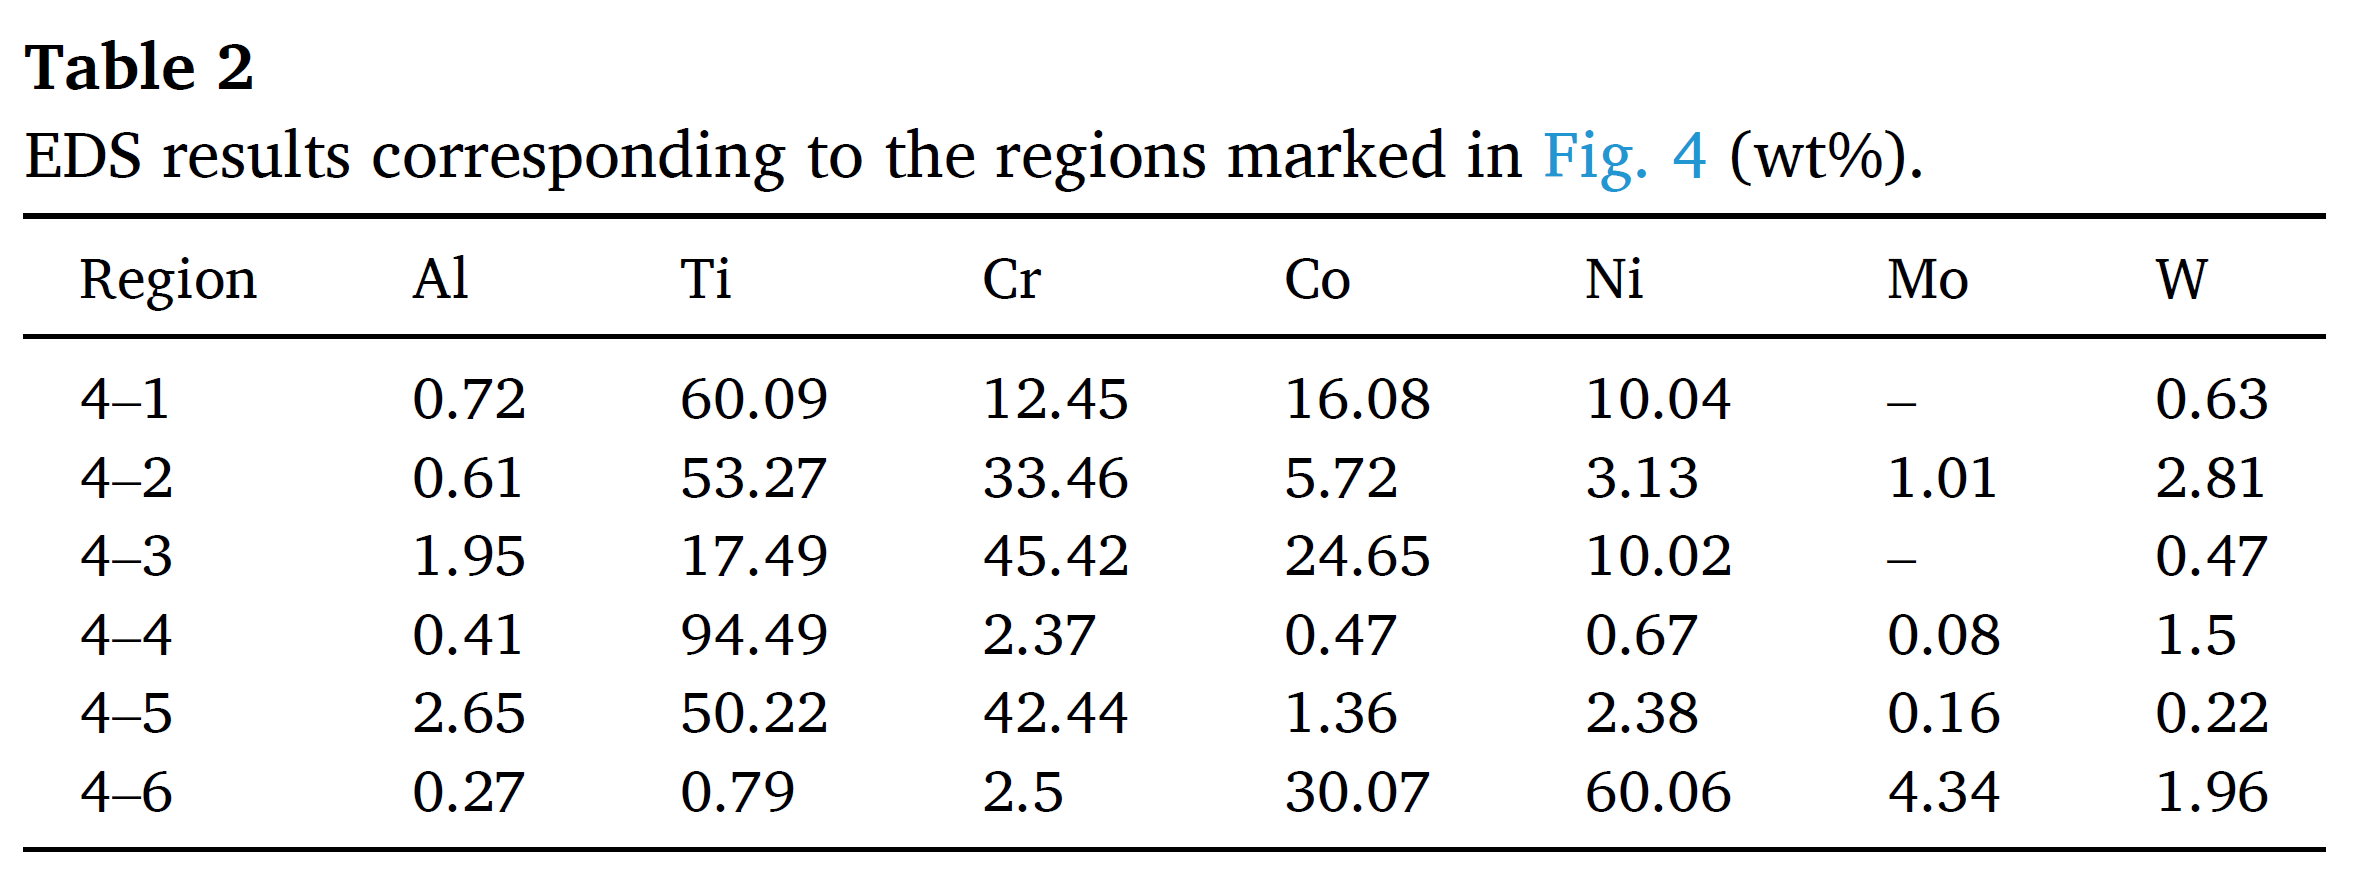 Table 2
EDS results corresponding to the regions marked in Fig. 4 (wt%).
Region Al Ti Cr Co Ni Mo W
4–1 0.72 60.09 12.45 16.08 10.04 – 0.63
4–2 0.61 53.27 33.46 5.72 3.13 1.01 2.81
4–3 1.95 17.49 45.42 24.65 10.02 – 0.47
4–4 0.41 94.49 2.37 0.47 0.67 0.08 1.5
4–5 2.65 50.22 42.44 1.36 2.38 0.16 0.22
4–6 0.27 0.79 2.5 30.07 60.06 4.34 1.96